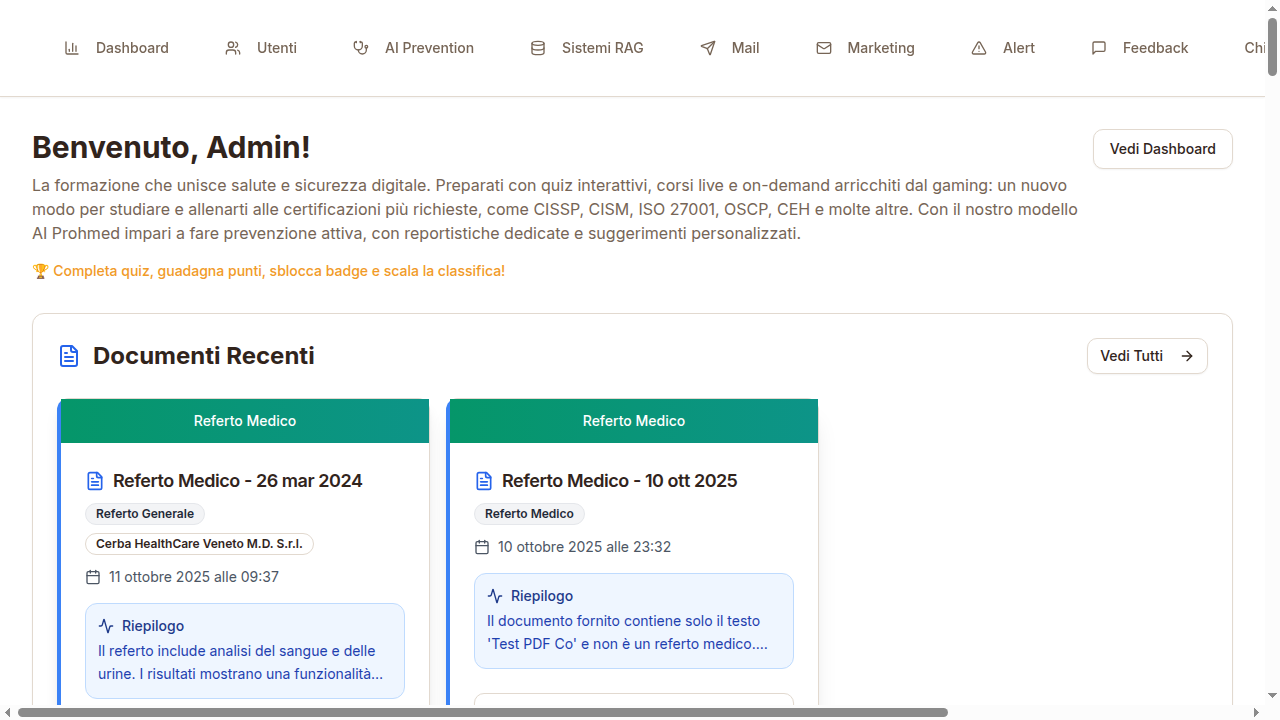 Dashboard
Utenti
AI Prevention
Sistemi RAG
Mail
Marketing
Alert
Feedback
Benvenuto, Admin!
Vedi Dashboard
La formazione che unisce salute e sicurezza digitale. Preparati con quiz interattivi, corsi live e on-demand arricchiti dal gaming: un nuovo
modo per studiare e allenarti alle certificazioni più richieste, come CISSP, CISM, ISO 27001, OSCP, CEH e molte altre. Con il nostro modello
AI Prohmed impari a fare prevenzione attiva, con reportistiche dedicate e suggerimenti personalizzati.
🏆 Completa quiz, guadagna punti, sblocca badge e scala la classifica!
Documenti Recenti
Vedi Tutti
Referto Medico
Referto Medico - 26 mar 2024
Referto Generale
Cerba HealthCare Veneto M.D. S.r.l.
11 ottobre 2025 alle 09:37
Riepilogo
Il referto include analisi del sangue e delle
urine. I risultati mostrano una funzionalità...
Referto Medico
Referto Medico - 10 ott 2025
Referto Medico
10 ottobre 2025 alle 23:32
Riepilogo
Il documento fornito contiene solo il testo
'Test PDF Co' e non è un referto medico....